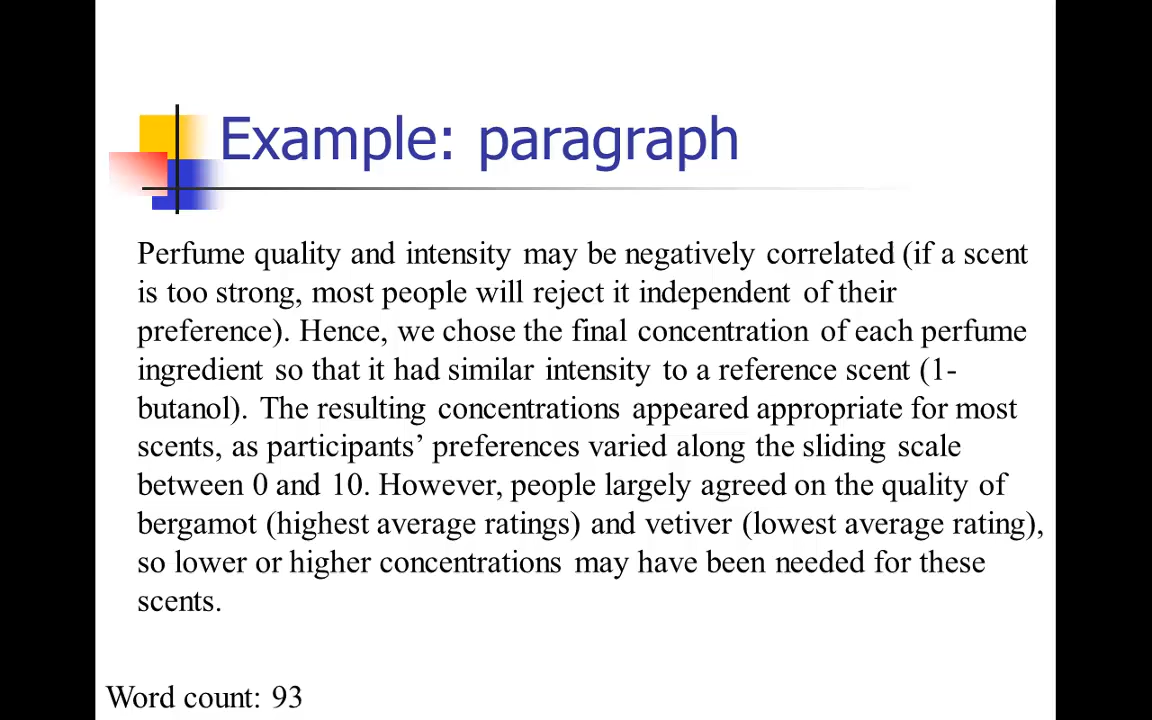 Example: paragraph
Perfume quality and intensity may be negatively correlated (if a scent
is too strong, most people will reject it independent of their
preference). Hence, we chose the final concentration of each perfume
ingredient so that it had similar intensity to a reference scent (1-
butanol). The resulting concentrations appeared appropriate for most
scents, as participants’ preferences varied along the sliding scale
between 0 and 10. However, people largely agreed on the quality of
bergamot (highest average ratings) and vetiver (lowest average rating),
so lower or higher concentrations may have been needed for these
scents.
Word count: 93